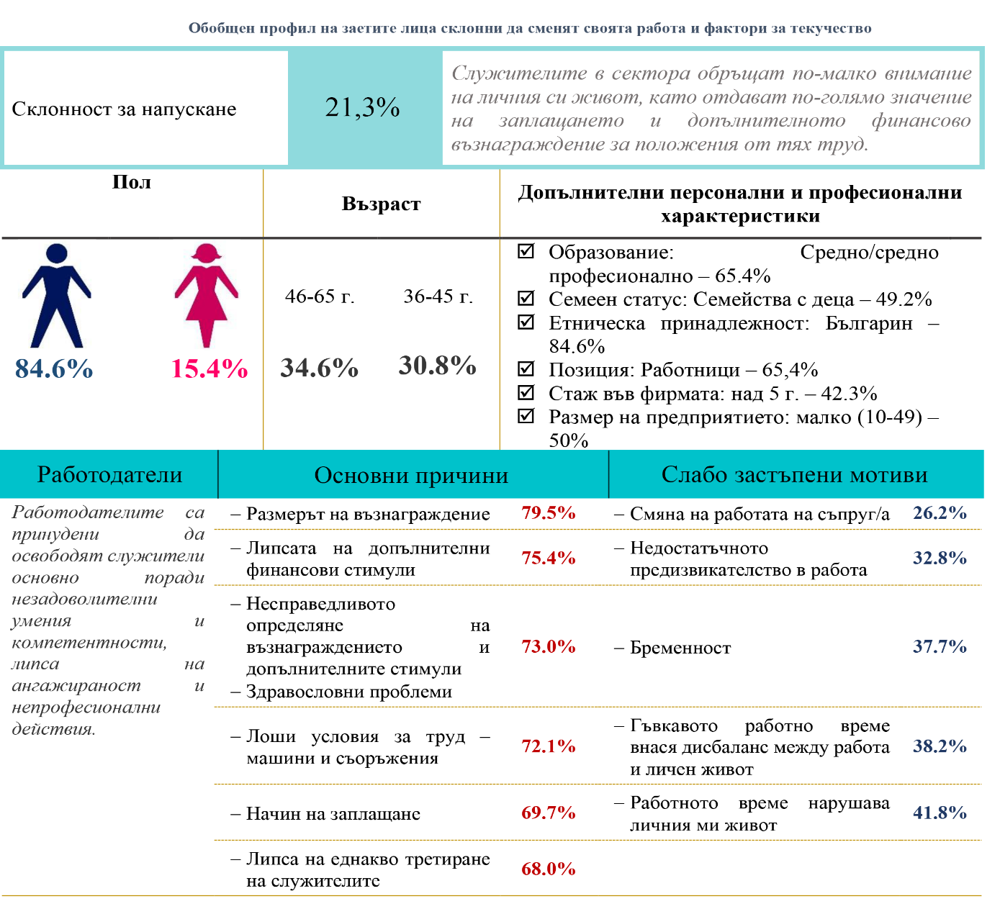 Обобщен профил на заетите лица склонни да сменят своята работа и фактори за текучество
Склонност за напускане
21,3%
Служителите в сектора обръщат по-малко внимание
на личния си живот, като отдават по-голямо значение
на заплащането и допълнителното финансово
възнаграждение за положения от тях труд.
Пол
Възраст
Допълнителни персонални и професионални
характеристики
84.6%
15.4%
46-65 г.
36-45 г.
34.6%
30.8%
Образование: Средно/средно
професионално – 65.4%
Семеен статус: Семейства с деца – 49.2%
Етническа принадлежност: Българин –
84.6%
Позиция: Работници – 65,4%
Стаж във фирмата: над 5 г. – 42.3%
Размер на предприятието: малко (10-49) –
50%
Работодатели
Основни причини
Слабо застъпени мотиви
Работодателите са
принудени да
освободят служители
основно поради
незадоволителни
умения и
компетентности,
липса на
ангажираност и
непрофесионални
действия.
– Размерът на възнаграждение 79.5%
– Смяна на работата на съпруг/а 26.2%
– Липсата на допълнителни
финансови стимули
75.4%
– Недостатъчното
предизвикателство в работа
32.8%
– Несправедливото
определяне на
възнаграждението и
допълнителните стимули
– Здравословни проблеми
73.0%
– Бременност 37.7%
– Лоши условия за труд –
машини и съоръжения
72.1%
– Гъвкавото работно време
внася дисбаланс между работа
и личен живот
38.2%
– Начин на заплащане 69.7%
– Работното време нарушава
личния ми живот
41.8%
– Липса на еднакво третиране
на служителите
68.0%